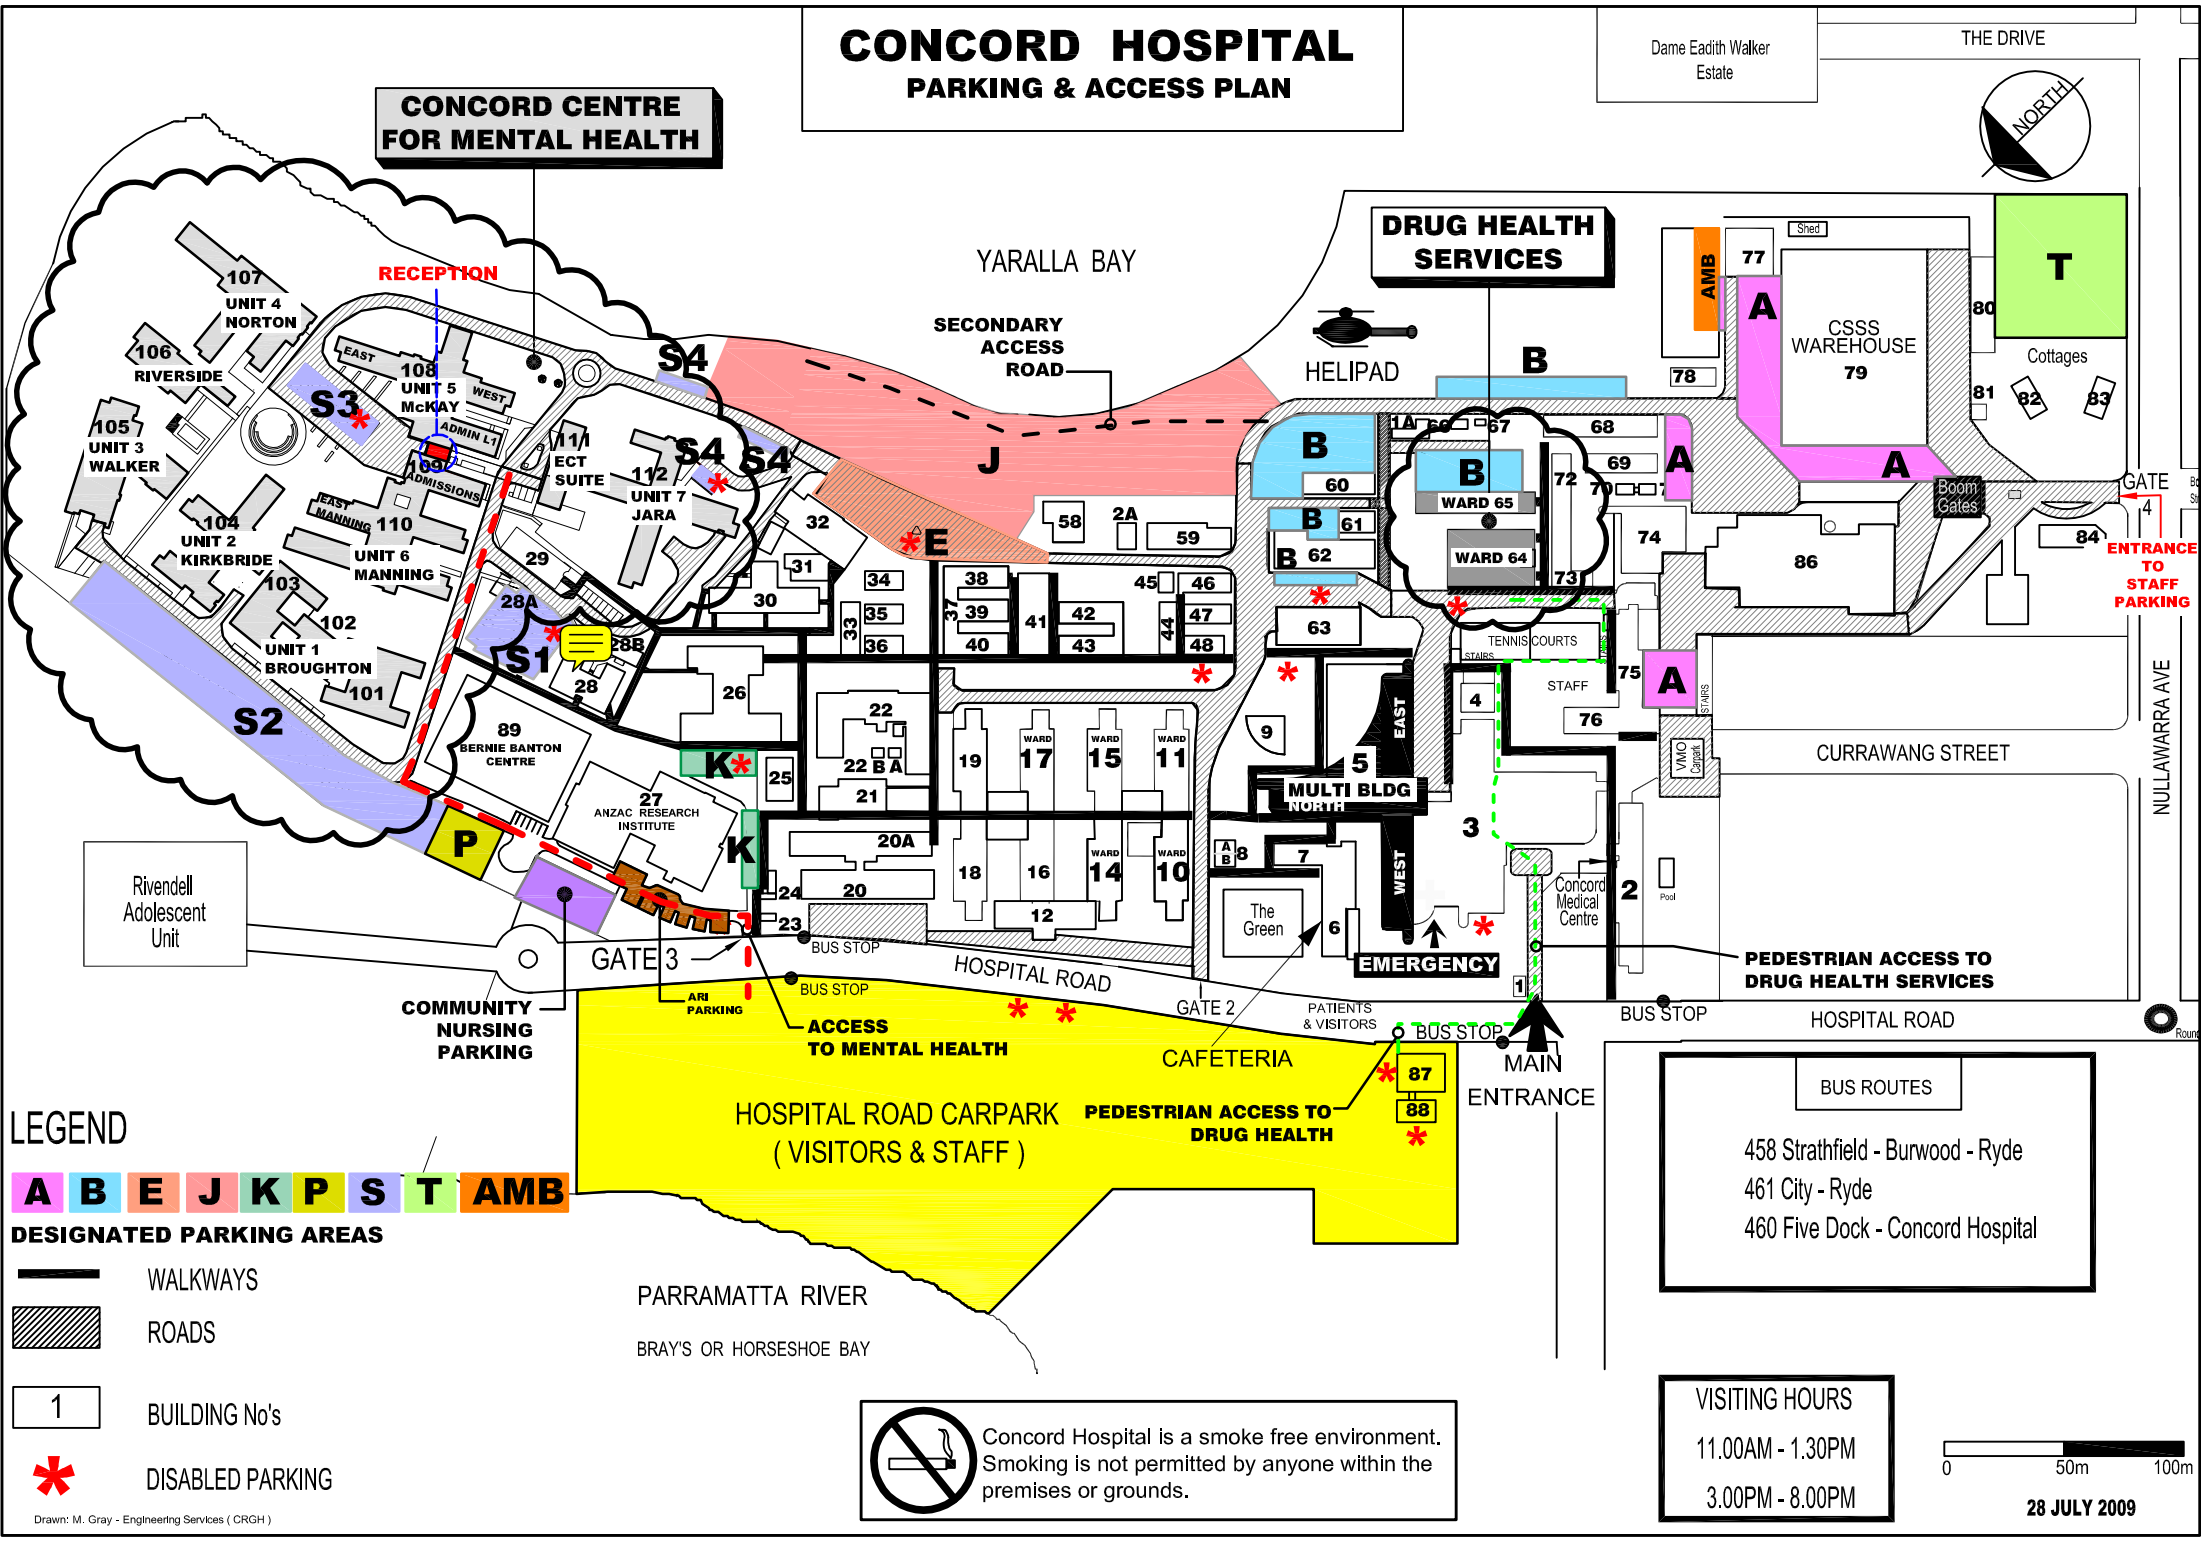 CONCORD HOSPITAL
PARKING & ACCESS PLAN
Dame Eadith Walker
Estate
THE DRIVE
NORTH
CONCORD CENTRE
FOR MENTAL HEALTH
DRUG HEALTH
SERVICES
YARALLA BAY
SECONDARY
ACCESS
ROAD
HELIPAD
RECEPTION
107
UNIT 4
NORTON
106
RIVERSIDE
105
UNIT 3
WALKER
104
UNIT 2
KIRKBRIDE
103
102
UNIT 1
BROUGHTON
101
EAST
108
UNIT 5
McKAY
WEST
ADMIN L1
109
ADMISSIONS
EAST
MANNING
110
UNIT 6
MANNING
111
ECT
SUITE
112
UNIT 7
JARA
S3
S4
S4
S4
S2
S1
J
E
29
28A
28B
28
32
31
30
26
89
BERNIE BANTON
CENTRE
27
ANZAC RESEARCH
INSTITUTE
K
K
P
25
24
23
22
22 B A
21
20A
20
33
34
35
36
37
38
39
40
41
42
43
44
45
46
47
48
58
2A
59
19
WARD
17
WARD
15
WARD
11
18
16
WARD
14
WARD
10
12
B
B
60
B
61
62
B
63
1A
66
67
B
WARD 65
WARD 64
68
69
70
72
73
74
A
AMB
77
78
Shed
A
CSSS
WAREHOUSE
79
A
80
81
T
Cottages
82
83
84
86
Boom
Gates
GATE
4
ENTRANCE
TO
STAFF
PARKING
TENNIS COURTS
STAIRS
STAFF
75
76
A
STAIRS
VMO
Carpark
CURRAWANG STREET
NULLAWARRA AVE
4
9
5
MULTI BLDG
NORTH
EAST
WEST
3
A
B
8
7
6
The
Green
2
Concord
Medical
Centre
Pool
1
EMERGENCY
PEDESTRIAN ACCESS TO
DRUG HEALTH SERVICES
Rivendell
Adolescent
Unit
GATE 3
BUS STOP
HOSPITAL ROAD
BUS STOP
ARI
PARKING
COMMUNITY
NURSING
PARKING
ACCESS
TO MENTAL HEALTH
GATE 2
PATIENTS
& VISITORS
CAFETERIA
BUS STOP
BUS STOP
HOSPITAL ROAD
MAIN
ENTRANCE
87
88
HOSPITAL ROAD CARPARK
( VISITORS & STAFF )
PEDESTRIAN ACCESS TO
DRUG HEALTH
BUS ROUTES
458 Strathfield - Burwood - Ryde
461 City - Ryde
460 Five Dock - Concord Hospital
LEGEND
A B E J K P S T AMB
DESIGNATED PARKING AREAS
WALKWAYS
ROADS
1
BUILDING No's
DISABLED PARKING
Drawn: M. Gray - Engineering Services ( CRGH )
PARRAMATTA RIVER
BRAY'S OR HORSESHOE BAY
Concord Hospital is a smoke free environment.
Smoking is not permitted by anyone within the
premises or grounds.
VISITING HOURS
11.00AM - 1.30PM
3.00PM - 8.00PM
0 50m 100m
28 JULY 2009